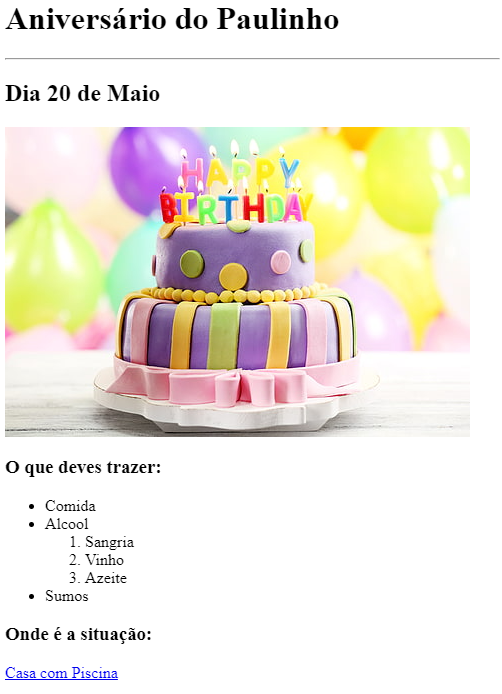 Aniversário do Paulinho
Dia 20 de Maio
HAPPY
BIRTHDAY
O que deves trazer:
Comida
Alcool
1. Sangria
2. Vinho
3. Azeite
Sumos
Onde é a situação:
Casa com Piscina